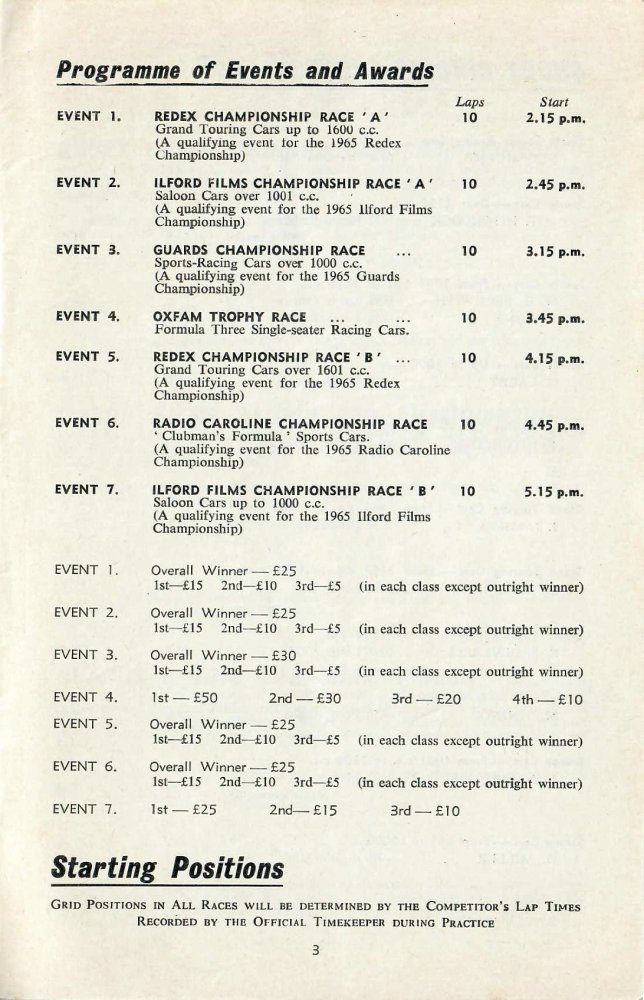 Programme of Events and Awards
Laps Start
EVENT 1. REDEX CHAMPIONSHIP RACE ' A ' 10 2.15 p.m.
Grand Touring Cars up to 1600 c.c.
(A qualifying event for the 1965 Redex
Championship)
EVENT 2. ILFORD FILMS CHAMPIONSHIP RACE ' A ' 10 2.45 p.m.
Saloon Cars over 1001 c.c.
(A qualifying event for the 1965 Ilford Films
Championship)
EVENT 3. GUARDS CHAMPIONSHIP RACE ... 10 3.15 p.m.
Sports-Racing Cars over 1000 c.c.
(A qualifying event for the 1965 Guards
Championship)
EVENT 4. OXFAM TROPHY RACE ... ... 10 3.45 p.m.
Formula Three Single-seater Racing Cars.
EVENT 5. REDEX CHAMPIONSHIP RACE ' B ' ... 10 4.15 p.m.
Grand Touring Cars over 1601 c.c.
(A qualifying event for the 1965 Redex
Championship)
EVENT 6. RADIO CAROLINE CHAMPIONSHIP RACE 10 4.45 p.m.
' Clubman's Formula ' Sports Cars.
(A qualifying event for the 1965 Radio Caroline
Championship)
EVENT 7. ILFORD FILMS CHAMPIONSHIP RACE ' B ' 10 5.15 p.m.
Saloon Cars up to 1000 c.c.
(A qualifying event for the 1965 Ilford Films
Championship)
EVENT 1. Overall Winner — £25
1st—£15 2nd—£10 3rd—£5 (in each class except outright winner)
EVENT 2. Overall Winner — £25
1st—£15 2nd—£10 3rd—£5 (in each class except outright winner)
EVENT 3. Overall Winner — £30
1st—£15 2nd—£10 3rd—£5 (in each class except outright winner)
EVENT 4. 1st — £50 2nd — £30 3rd — £20 4th — £10
EVENT 5. Overall Winner — £25
1st—£15 2nd—£10 3rd—£5 (in each class except outright winner)
EVENT 6. Overall Winner — £25
1st—£15 2nd—£10 3rd—£5 (in each class except outright winner)
EVENT 7. 1st — £25 2nd— £15 3rd — £10
Starting Positions
GRID POSITIONS IN ALL RACES WILL BE DETERMINED BY THE COMPETITOR'S LAP TIMES
RECORDED BY THE OFFICIAL TIMEKEEPER DURING PRACTICE
3